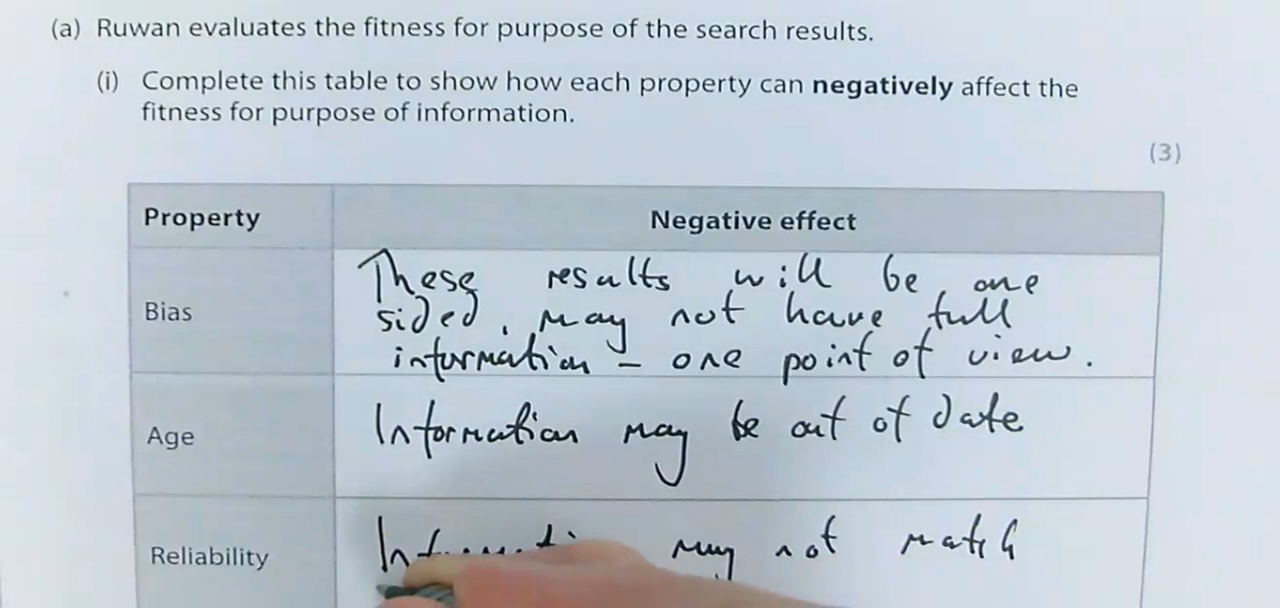 (a) Ruwan evaluates the fitness for purpose of the search results.
(i) Complete this table to show how each property can negatively affect the
fitness for purpose of information.
(3)
Property Negative effect
Bias
These results will be one
sided, may not have full
information - one point of view.
Age
Information may be out of date
Reliability
may not match